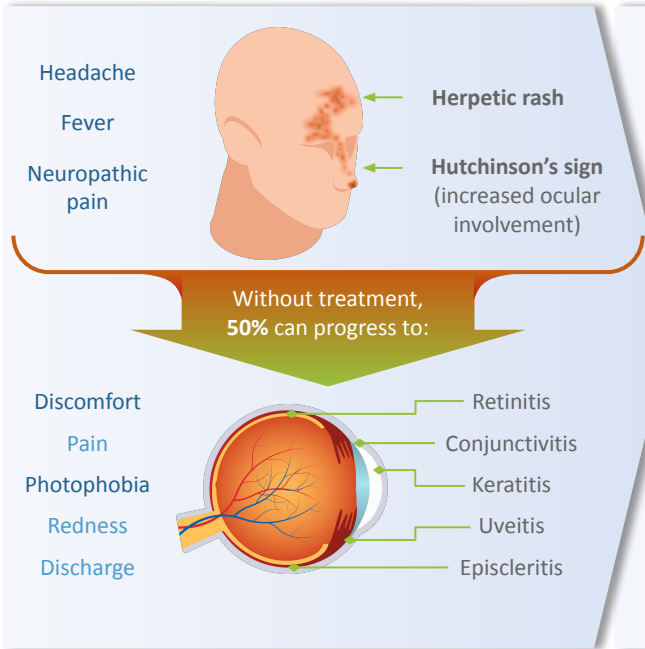 Headache
Fever
Neuropathic
pain
Herpetic rash
Hutchinson's sign
(increased ocular
involvement)
Without treatment,
50% can progress to:
Discomfort
Pain
Photophobia
Redness
Discharge
Retinitis
Conjunctivitis
Keratitis
Uveitis
Episcleritis